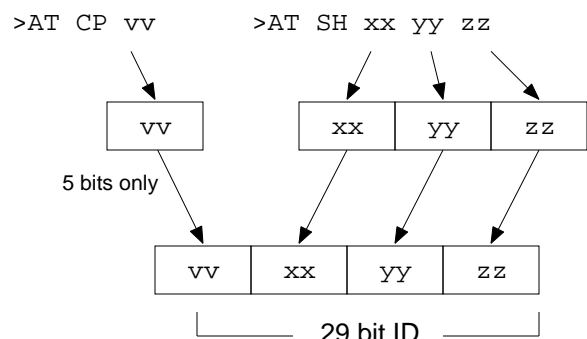 >AT CP vv >AT SH xx yy zz
vv xx yy zz
5 bits only
vv xx yy zz
29 bit ID